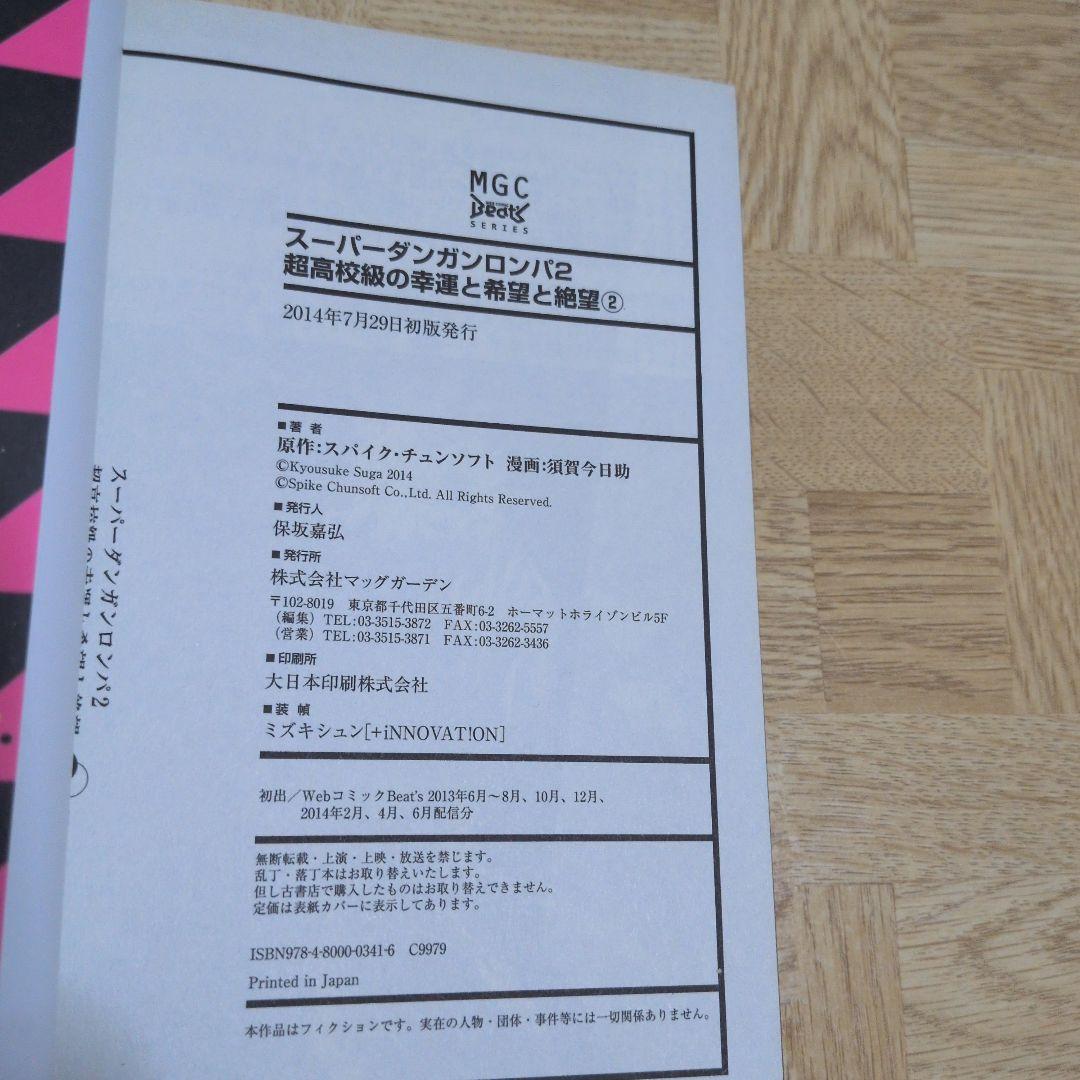 MGC
Beat's
SERIES
スーパーダンガンロンパ2
超高校級の幸運と希望と絶望②
2014年7月29日初版発行
■著 者
原作:スパイク・チュンソフト 漫画:須賀今日助
©Kyousuke Suga 2014
©Spike Chunsoft Co.,Ltd. All Rights Reserved.
■発行人
保坂嘉弘
■発行所
株式会社マッグガーデン
〒102-8019 東京都千代田区五番町6-2 ホーマットホライゾンビル5F
(編集) TEL:03-3515-3872 FAX:03-3262-5557
(営業) TEL:03-3515-3871 FAX:03-3262-3436
■印刷所
大日本印刷株式会社
■装 幀
ミズキシュン[+iNNOVAT!ON]
初出/WebコミックBeat's 2013年6月〜8月、10月、12月、
2014年2月、4月、6月配信分
無断転載・上演・上映・放送を禁じます。
乱丁・落丁本はお取り替えいたします。
但し古書店で購入したものはお取り替えできません。
定価は表紙カバーに表示してあります。
ISBN978-4-8000-0341-6 C9979
Printed in Japan
本作品はフィクションです。実在の人物・団体・事件等には一切関係ありません。
スーパーダンガンロンパ2